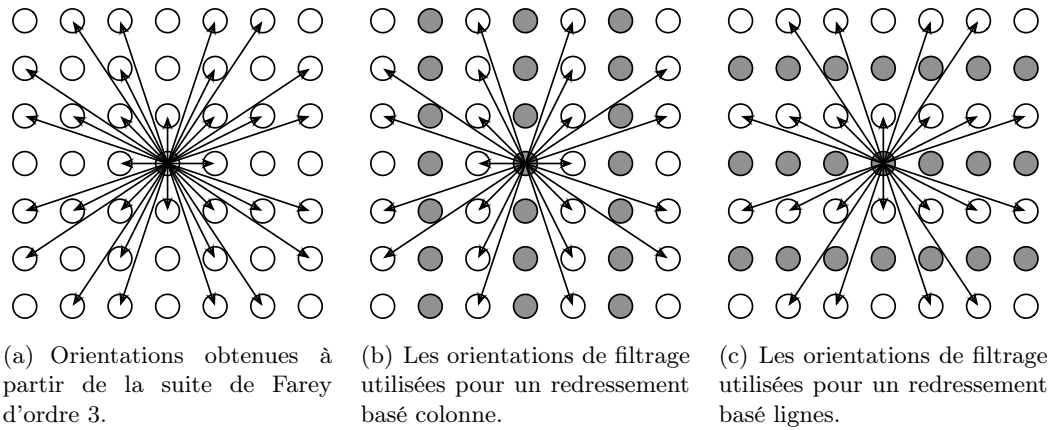 (a) Orientations obtenues à
partir de la suite de Farey
d'ordre 3.
(b) Les orientations de filtrage
utilisées pour un redressement
basé colonne.
(c) Les orientations de filtrage
utilisées pour un redressement
basé lignes.